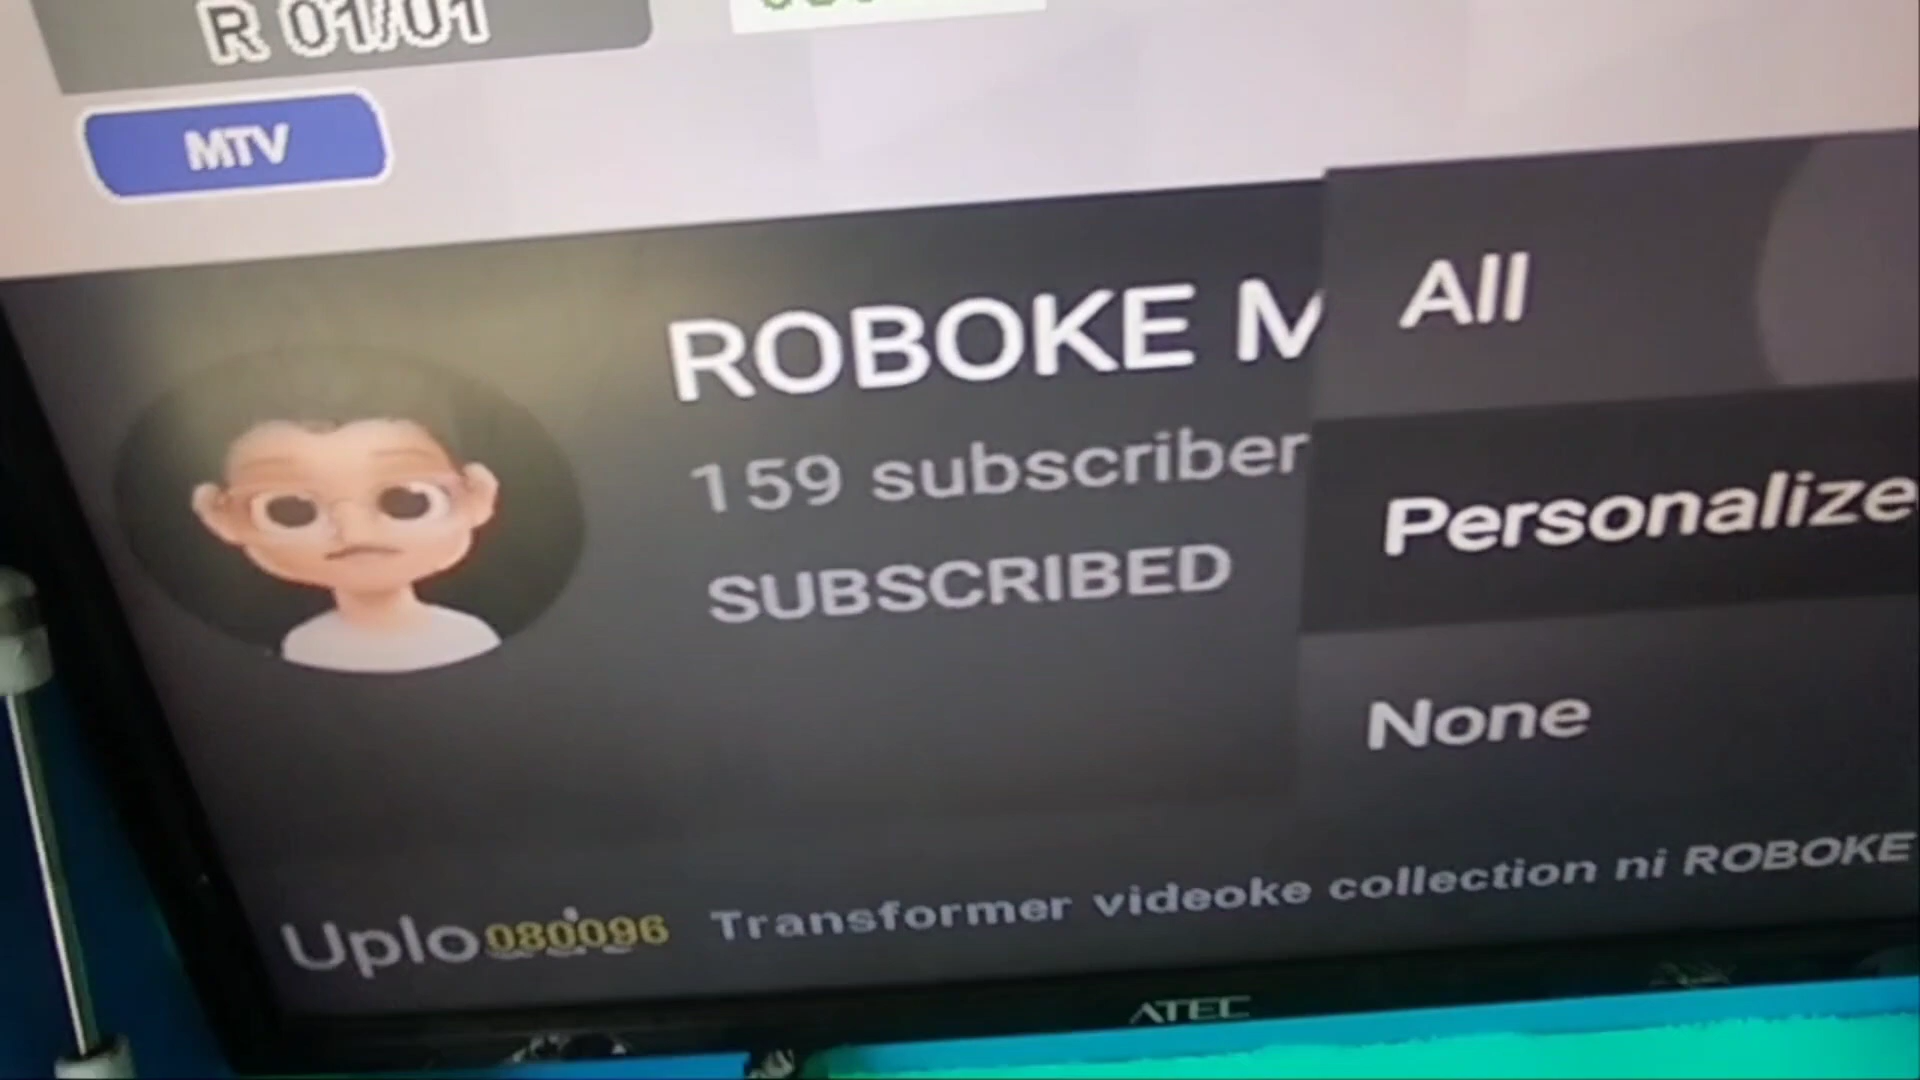 R 01/01
MTV
ROBOKE M
159 subscriber
SUBSCRIBED
All
Personalize
None
Uplo
080096
Transformer videoke collection ni ROBOKE
ATEC